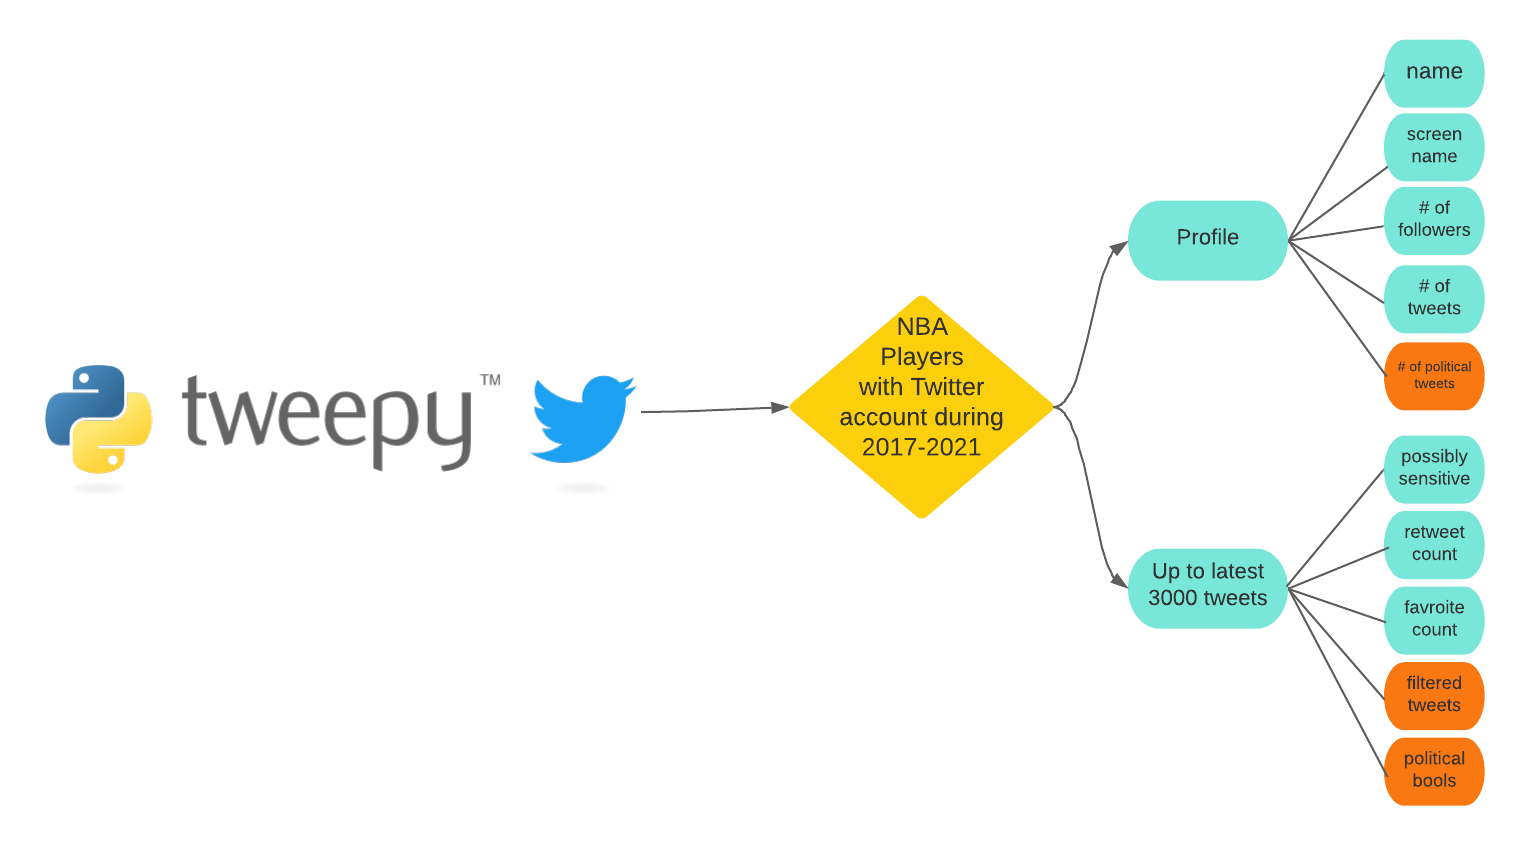 tweepy™
NBA
Players
with Twitter
account during
2017-2021
Profile
name
screen
name
# of
followers
# of
tweets
# of political
tweets
Up to latest
3000 tweets
possibly
sensitive
retweet
count
favroite
count
filtered
tweets
political
bools